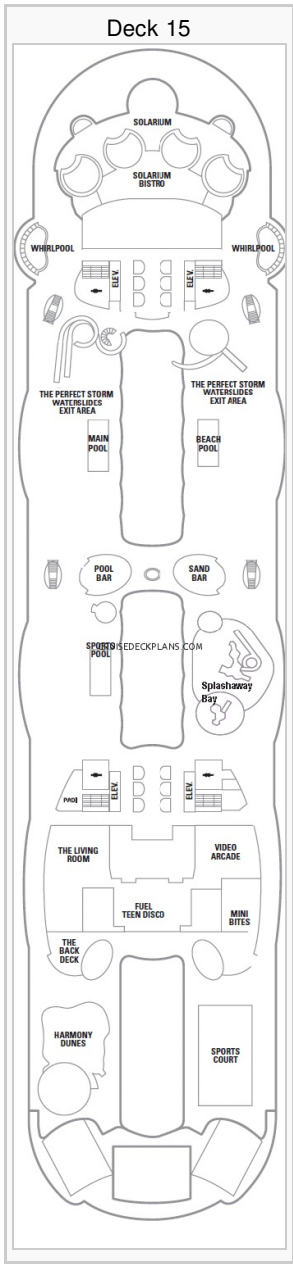 Deck 15
SOLARIUM
SOLARIUM
BISTRO
WHIRLPOOL
WHIRLPOOL
ELEV.
ELEV.
THE PERFECT STORM
WATERSLIDES
EXIT AREA
THE PERFECT STORM
WATERSLIDES
EXIT AREA
MAIN
POOL
BEACH
POOL
POOL
BAR
SAND
BAR
SPORTS
POOL
CRUISEDECKPLANS.COM
Splashaway
Bay
PADI
ELEV.
ELEV.
THE LIVING
ROOM
VIDEO
ARCADE
FUEL
TEEN DISCO
MINI
BITES
THE
BACK
DECK
HARMONY
DUNES
SPORTS
COURT